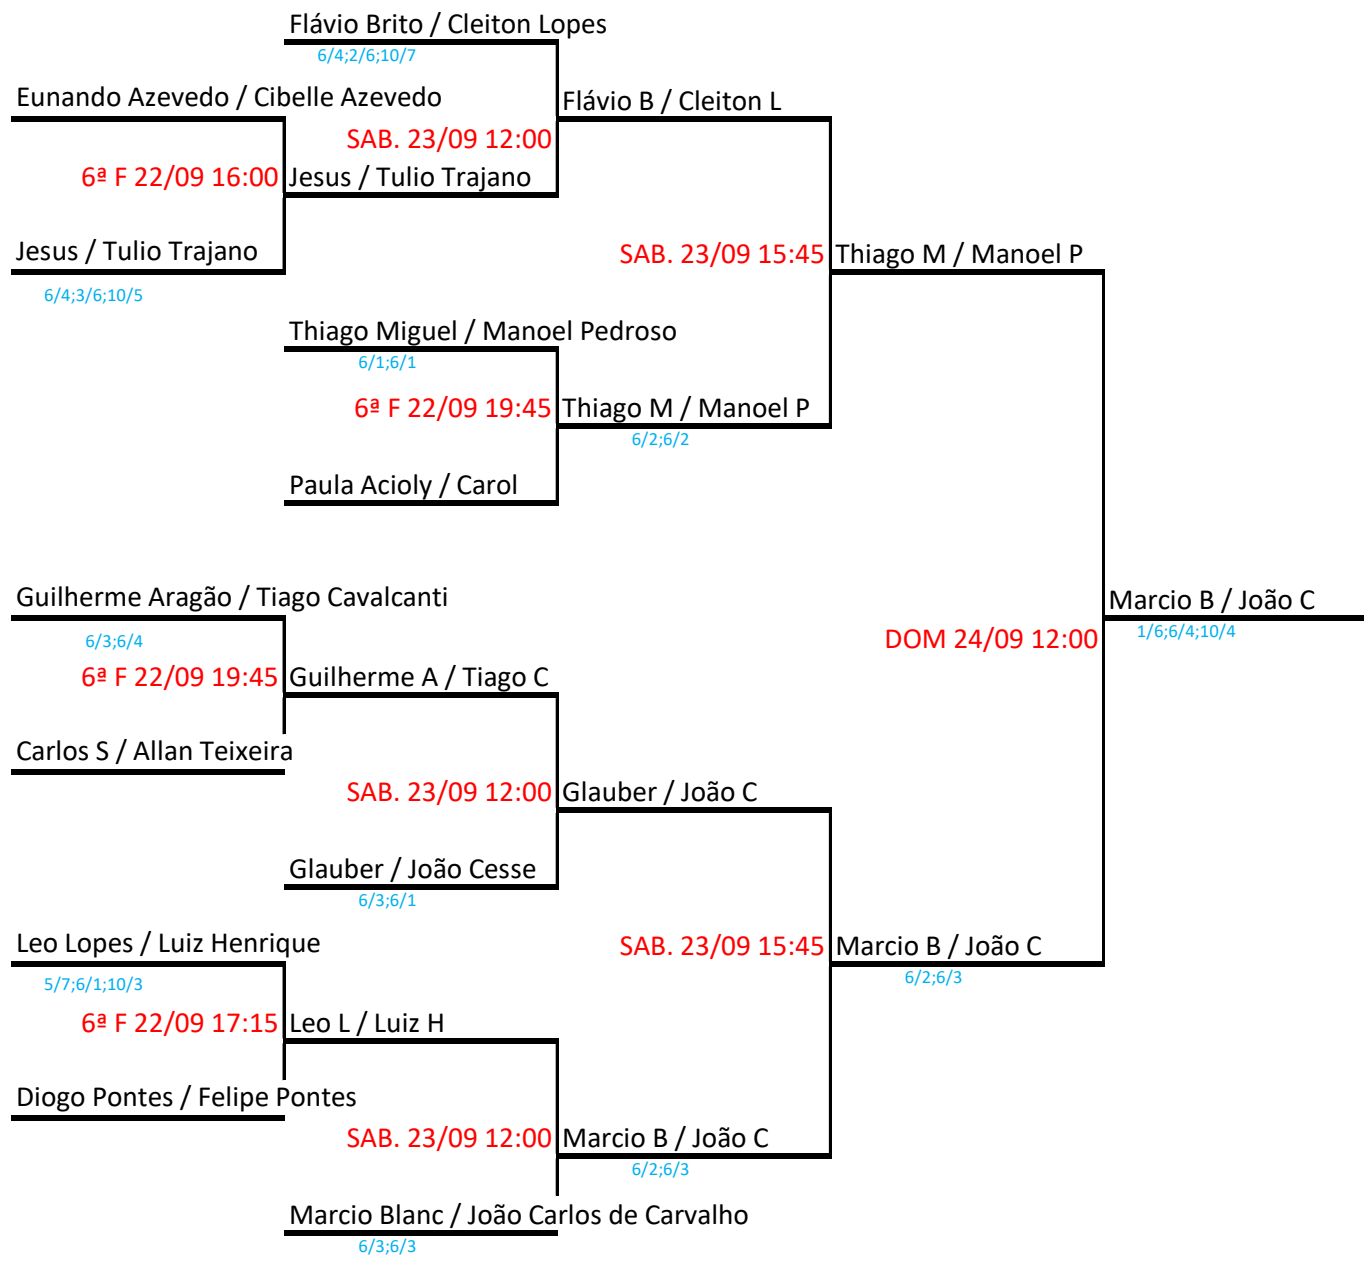 Flávio Brito / Cleiton Lopes
6/4;2/6;10/7
Eunando Azevedo / Cibelle Azevedo
Flávio B / Cleiton L
SAB. 23/09 12:00
6ª F 22/09 16:00
Jesus / Tulio Trajano
Jesus / Tulio Trajano
SAB. 23/09 15:45
Thiago M / Manoel P
6/4;3/6;10/5
Thiago Miguel / Manoel Pedroso
6/1;6/1
6ª F 22/09 19:45
Thiago M / Manoel P
6/2;6/2
Paula Acioly / Carol
Guilherme Aragão / Tiago Cavalcanti
Marcio B / João C
6/3;6/4
DOM 24/09 12:00
1/6;6/4;10/4
6ª F 22/09 19:45
Guilherme A / Tiago C
Carlos S / Allan Teixeira
SAB. 23/09 12:00
Glauber / João C
Glauber / João Cesse
6/3;6/1
Leo Lopes / Luiz Henrique
SAB. 23/09 15:45
Marcio B / João C
5/7;6/1;10/3
6/2;6/3
6ª F 22/09 17:15
Leo L / Luiz H
Diogo Pontes / Felipe Pontes
SAB. 23/09 12:00
Marcio B / João C
6/2;6/3
Marcio Blanc / João Carlos de Carvalho
6/3;6/3